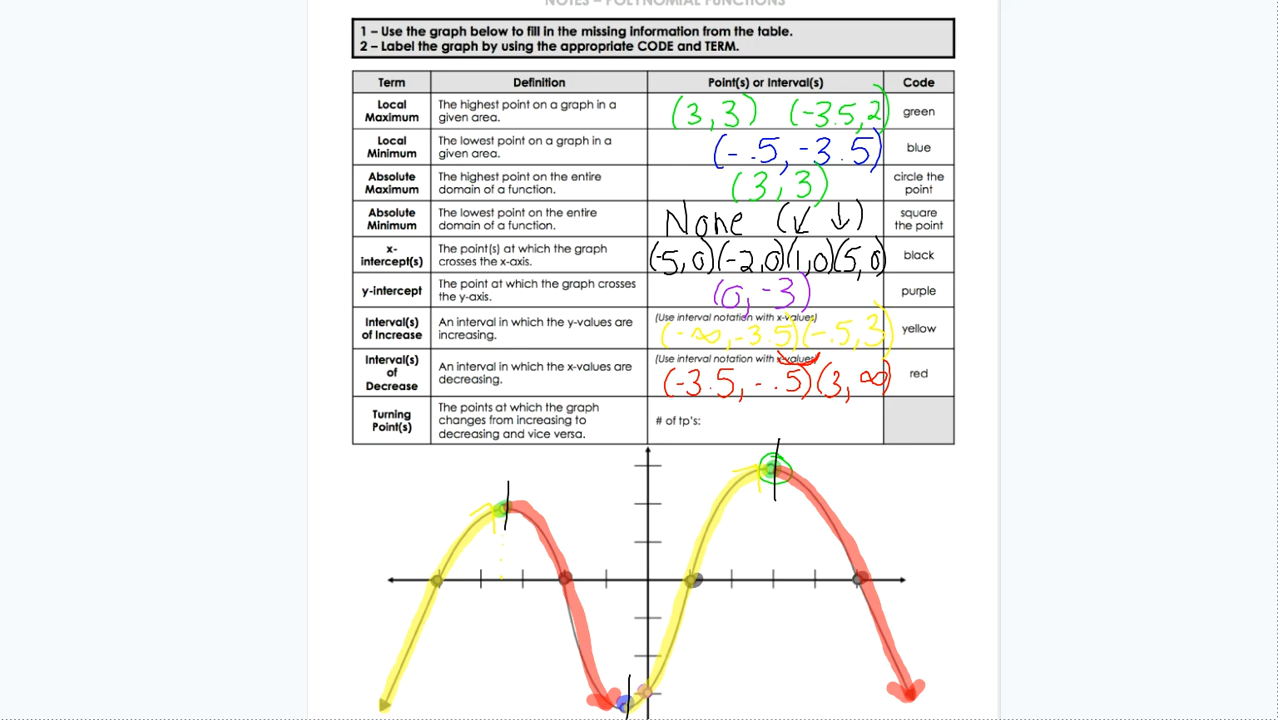 NOTES – POLYNOMIAL FUNCTIONS
1 – Use the graph below to fill in the missing information from the table.
2 – Label the graph by using the appropriate CODE and TERM.
Term Definition Point(s) or Interval(s) Code
Local Maximum The highest point on a graph in a given area. (3, 3) (-3.5, 2) green
Local Minimum The lowest point on a graph in a given area. (-.5, -3.5) blue
Absolute Maximum The highest point on the entire domain of a function. (3, 3) circle the point
Absolute Minimum The lowest point on the entire domain of a function. None (↙ ↓) square the point
x-intercept(s) The point(s) at which the graph crosses the x-axis. (-5, 0) (-2, 0) (1, 0) (5, 0) black
y-intercept The point at which the graph crosses the y-axis. (0, -3) purple
Interval(s) of Increase An interval in which the y-values are increasing. (Use interval notation with x-values) (-∞, -3.5) (-.5, 3) yellow
Interval(s) of Decrease An interval in which the x-values are decreasing. (Use interval notation with x-values) (-3.5, -.5) (3, ∞) red
Turning Point(s) The points at which the graph changes from increasing to decreasing and vice versa. # of tp's: